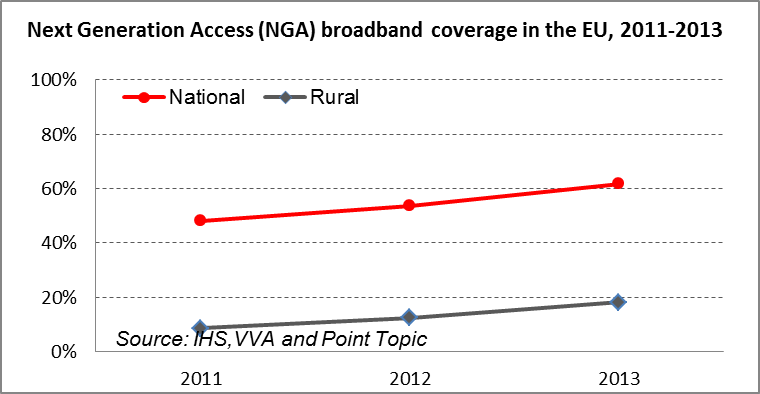 Next Generation Access (NGA) broadband coverage in the EU, 2011-2013
100%
National Rural
80%
60%
40%
20%
0%
Source: IHS,VVA and Point Topic
2011 2012 2013